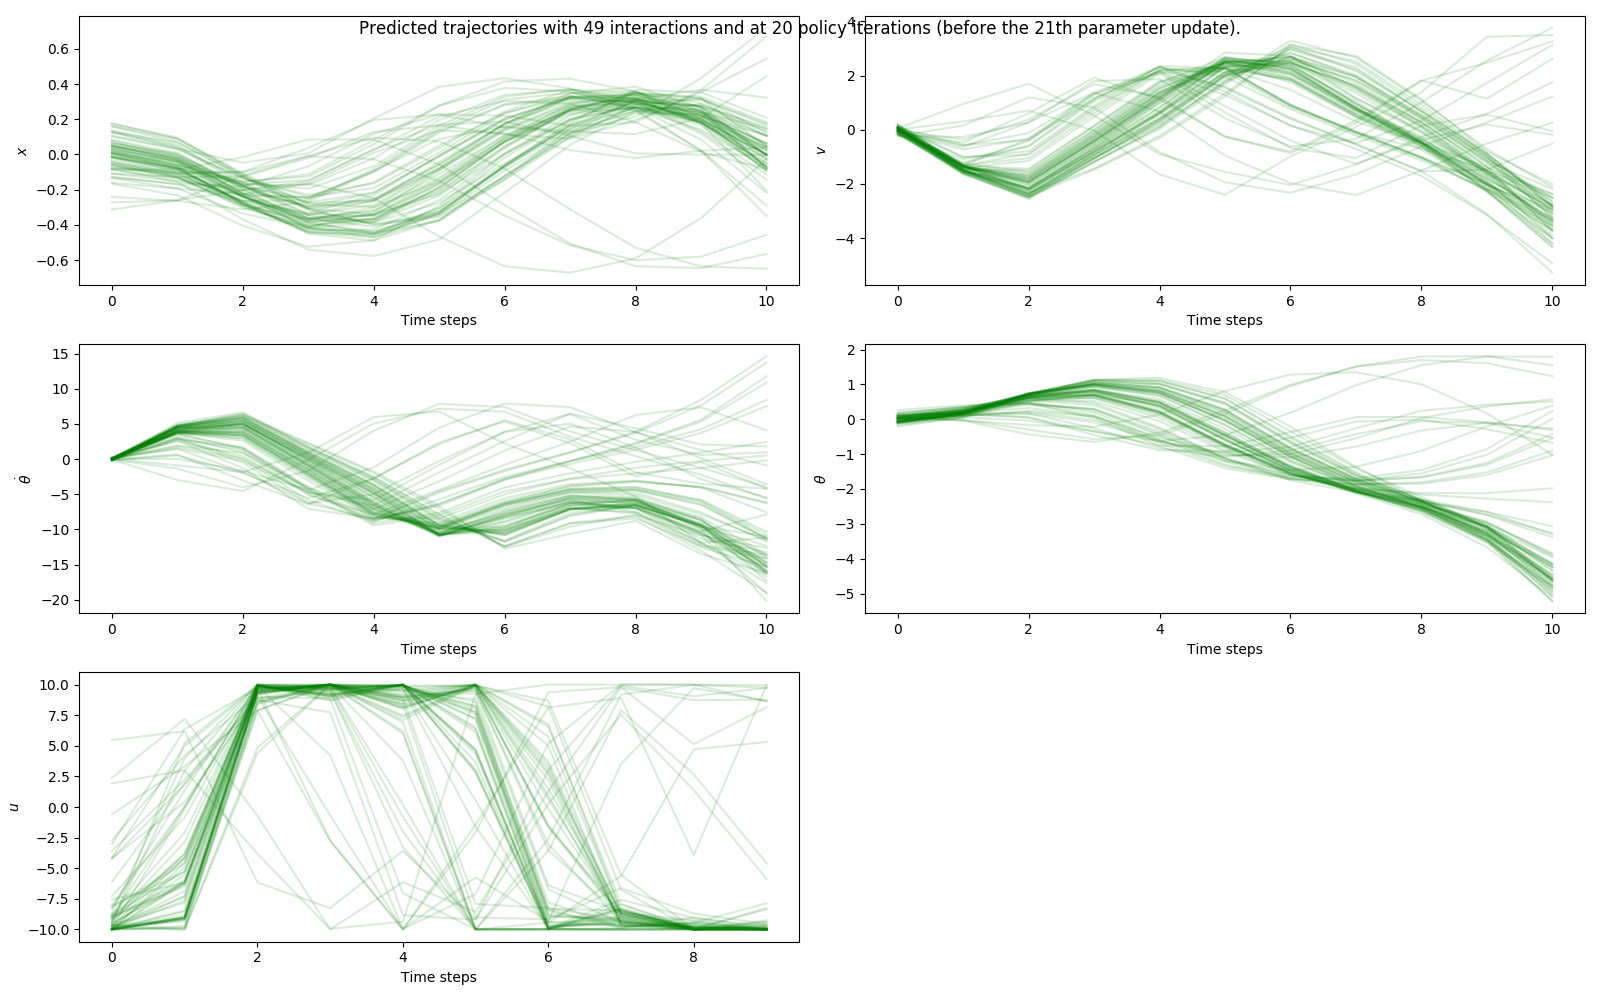 Predicted trajectories with 49 interactions and at 20 policy iterations (before the 21th parameter update).
0.6
0.4
0.2
0.0
−0.2
−0.4
−0.6
x
0 2 4 6 8 10
Time steps
4
2
0
−2
−4
v
0 2 4 6 8 10
Time steps
15
10
5
0
−5
−10
−15
−20
θ̇
0 2 4 6 8 10
Time steps
2
1
0
−1
−2
−3
−4
−5
θ
0 2 4 6 8 10
Time steps
10.0
7.5
5.0
2.5
0.0
−2.5
−5.0
−7.5
−10.0
u
0 2 4 6 8
Time steps